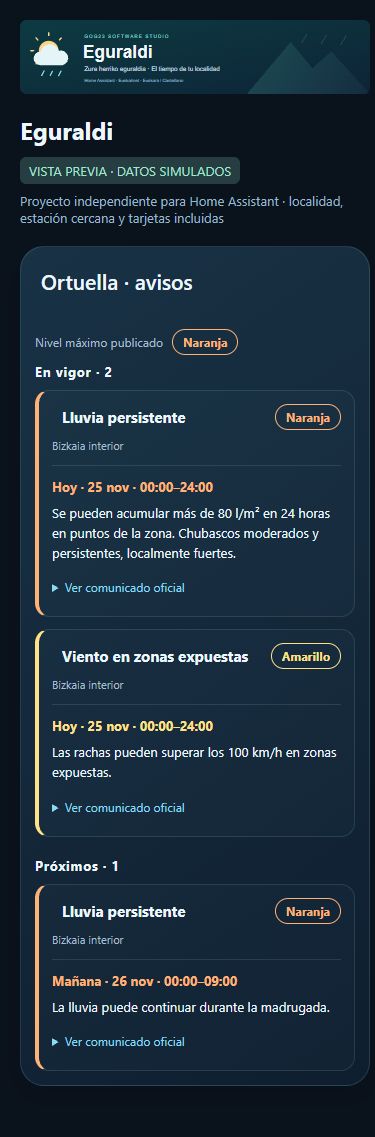 GOG23 SOFTWARE STUDIO
Eguraldi
Zure herriko eguraldia · El tiempo de tu localidad
Home Assistant · Euskalmet · Euskara / Castellano
Eguraldi
VISTA PREVIA · DATOS SIMULADOS
Proyecto independiente para Home Assistant · localidad,
estación cercana y tarjetas incluidas
Ortuella · avisos
Nivel máximo publicado Naranja
En vigor · 2
Lluvia persistente Naranja
Bizkaia interior
Hoy · 25 nov · 00:00–24:00
Se pueden acumular más de 80 l/m² en 24 horas
en puntos de la zona. Chubascos moderados y
persistentes, localmente fuertes.
Ver comunicado oficial
Viento en zonas expuestas Amarillo
Bizkaia interior
Hoy · 25 nov · 00:00–24:00
Las rachas pueden superar los 100 km/h en zonas
expuestas.
Ver comunicado oficial
Próximos · 1
Lluvia persistente Naranja
Bizkaia interior
Mañana · 26 nov · 00:00–09:00
La lluvia puede continuar durante la madrugada.
Ver comunicado oficial